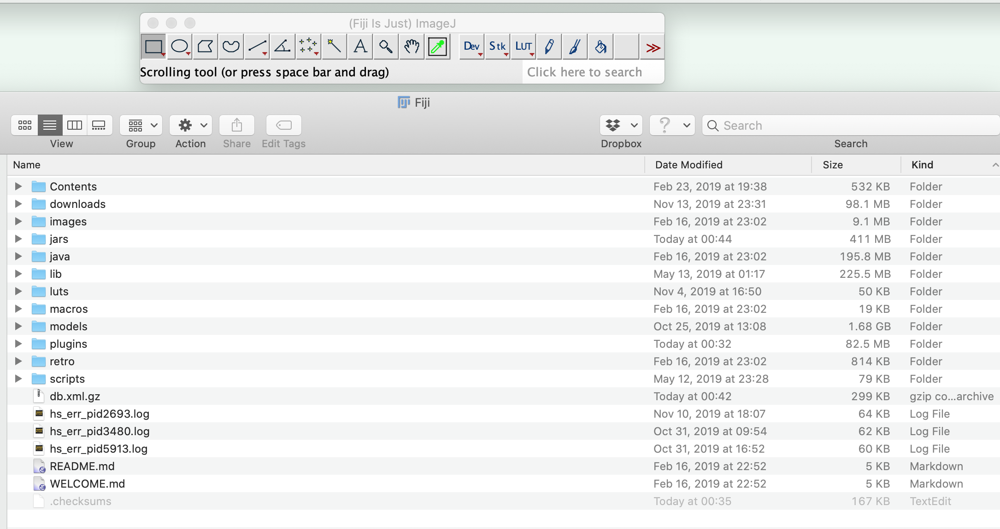 (Fiji Is Just) ImageJ
A Dev Stk LUT
Scrolling tool (or press space bar and drag) Click here to search
Fiji
Search
View Group Action Share Edit Tags Dropbox Search
Name Date Modified Size Kind
Contents Feb 23, 2019 at 19:38 532 KB Folder
downloads Nov 13, 2019 at 23:31 98.1 MB Folder
images Feb 16, 2019 at 23:02 9.1 MB Folder
jars Today at 00:44 411 MB Folder
java Feb 16, 2019 at 23:02 195.8 MB Folder
lib May 13, 2019 at 01:17 225.5 MB Folder
luts Nov 4, 2019 at 16:50 50 KB Folder
macros Feb 16, 2019 at 23:02 19 KB Folder
models Oct 25, 2019 at 13:08 1.68 GB Folder
plugins Today at 00:32 82.5 MB Folder
retro Feb 16, 2019 at 23:02 814 KB Folder
scripts May 12, 2019 at 23:28 79 KB Folder
db.xml.gz Today at 00:42 299 KB gzip co...archive
hs_err_pid2693.log Nov 10, 2019 at 18:07 64 KB Log File
hs_err_pid3480.log Oct 31, 2019 at 09:54 62 KB Log File
hs_err_pid5913.log Oct 31, 2019 at 16:52 60 KB Log File
README.md Feb 16, 2019 at 22:52 5 KB Markdown
WELCOME.md Feb 16, 2019 at 22:52 5 KB Markdown
.checksums Today at 00:35 167 KB TextEdit